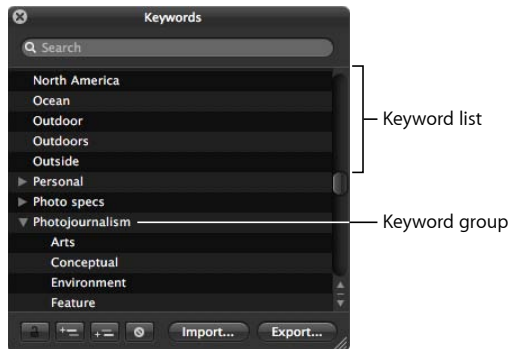 Keywords
Search
North America
Ocean
Outdoor
Outdoors
Outside
Personal
Photo specs
Photojournalism
Arts
Conceptual
Environment
Feature
Import...
Export...
Keyword list
Keyword group